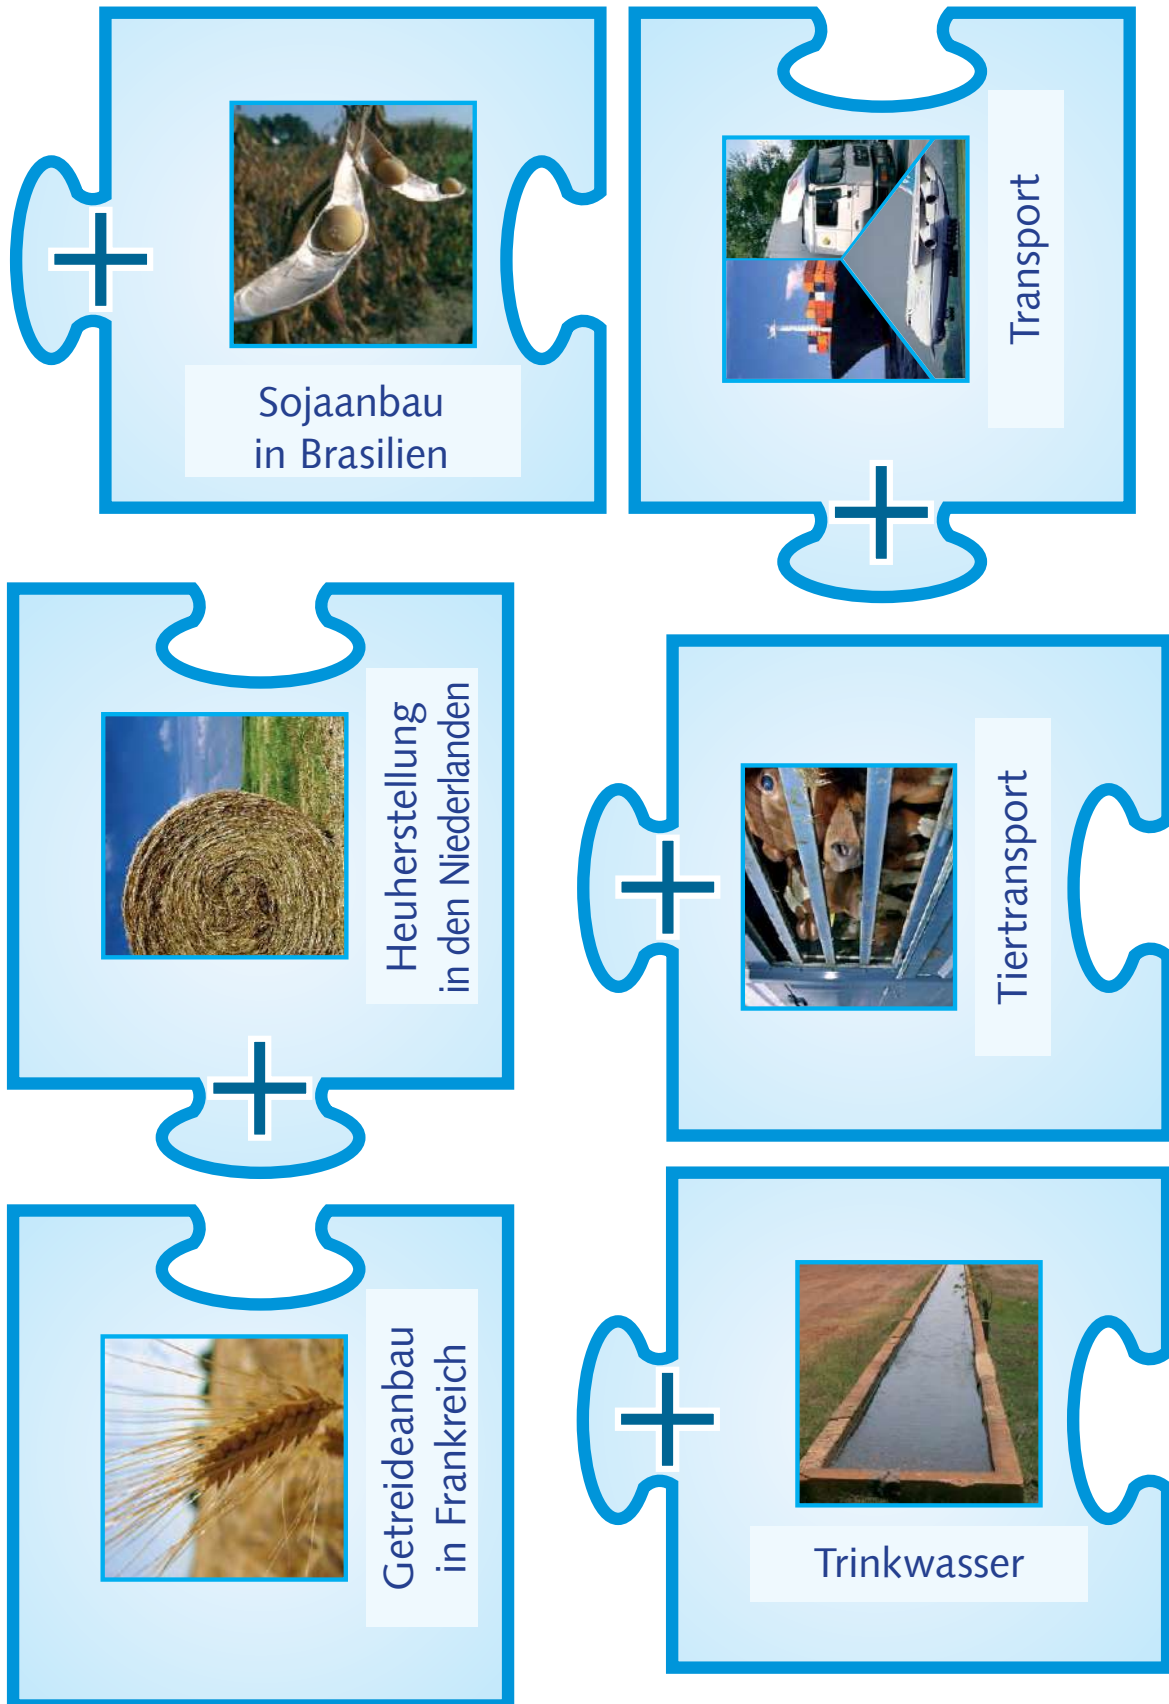 Sojaanbau
in Brasilien
Transport
Heuherstellung
in den Niederlanden
Tiertransport
Getreideanbau
in Frankreich
Trinkwasser